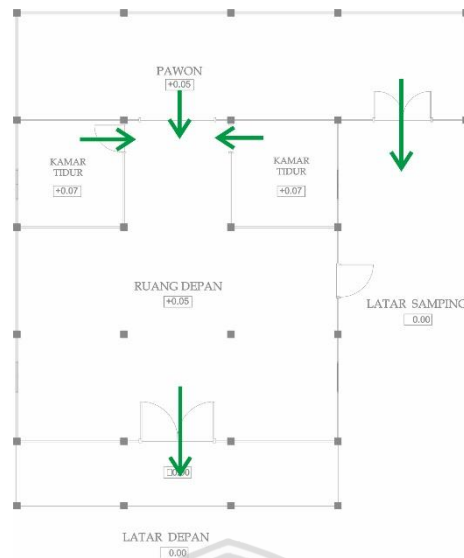 PAWON
+0.05
KAMAR
TIDUR
+0.07
KAMAR
TIDUR
+0.07
RUANG DEPAN
+0.05
LATAR SAMPING
0.00
LATAR DEPAN
0.00